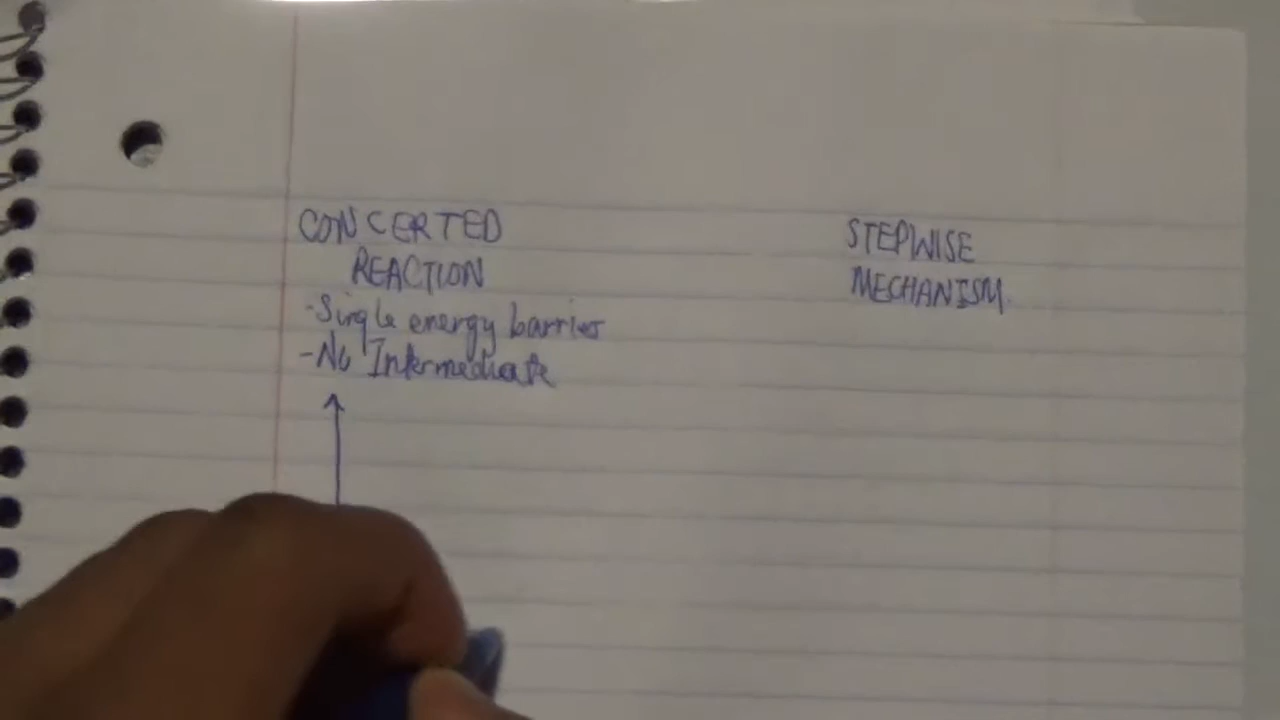 CONCERTED
REACTION
-Single energy barrier
-No Intermediate
STEPWISE
MECHANISM.